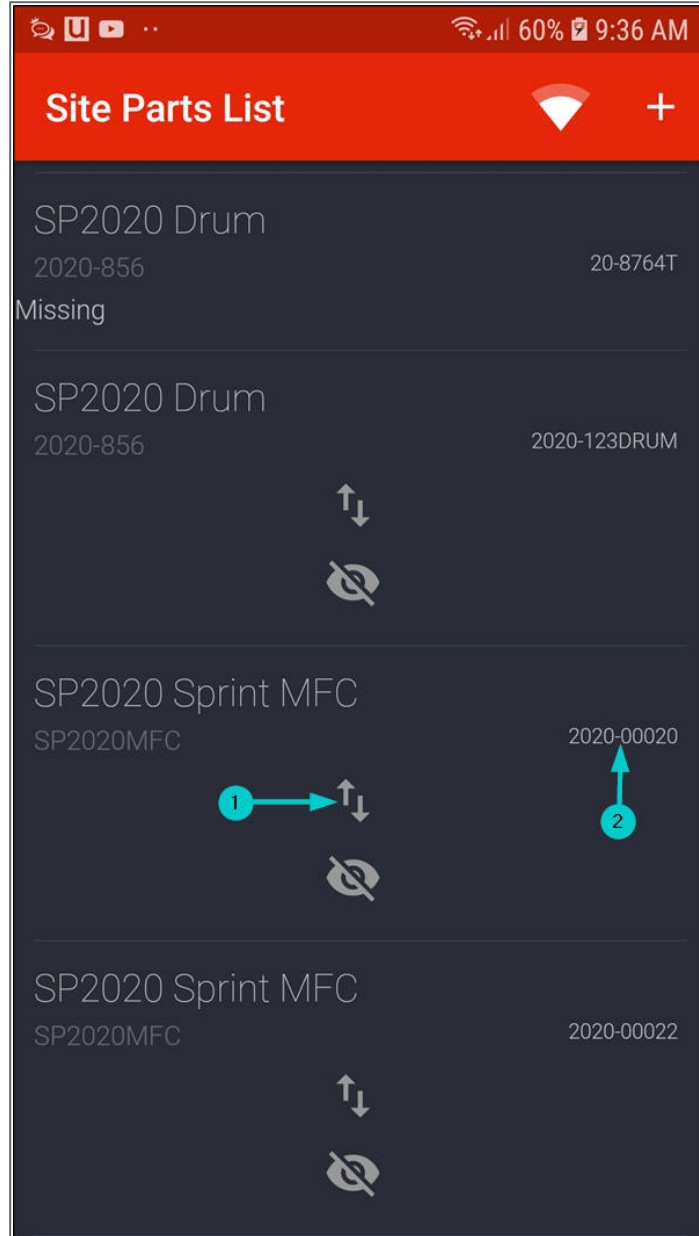 60% 9:36 AM
Site Parts List
+
SP2020 Drum
2020-856
20-8764T
Missing
SP2020 Drum
2020-856
2020-123DRUM
SP2020 Sprint MFC
SP2020MFC
2020-00020
1
2
SP2020 Sprint MFC
SP2020MFC
2020-00022